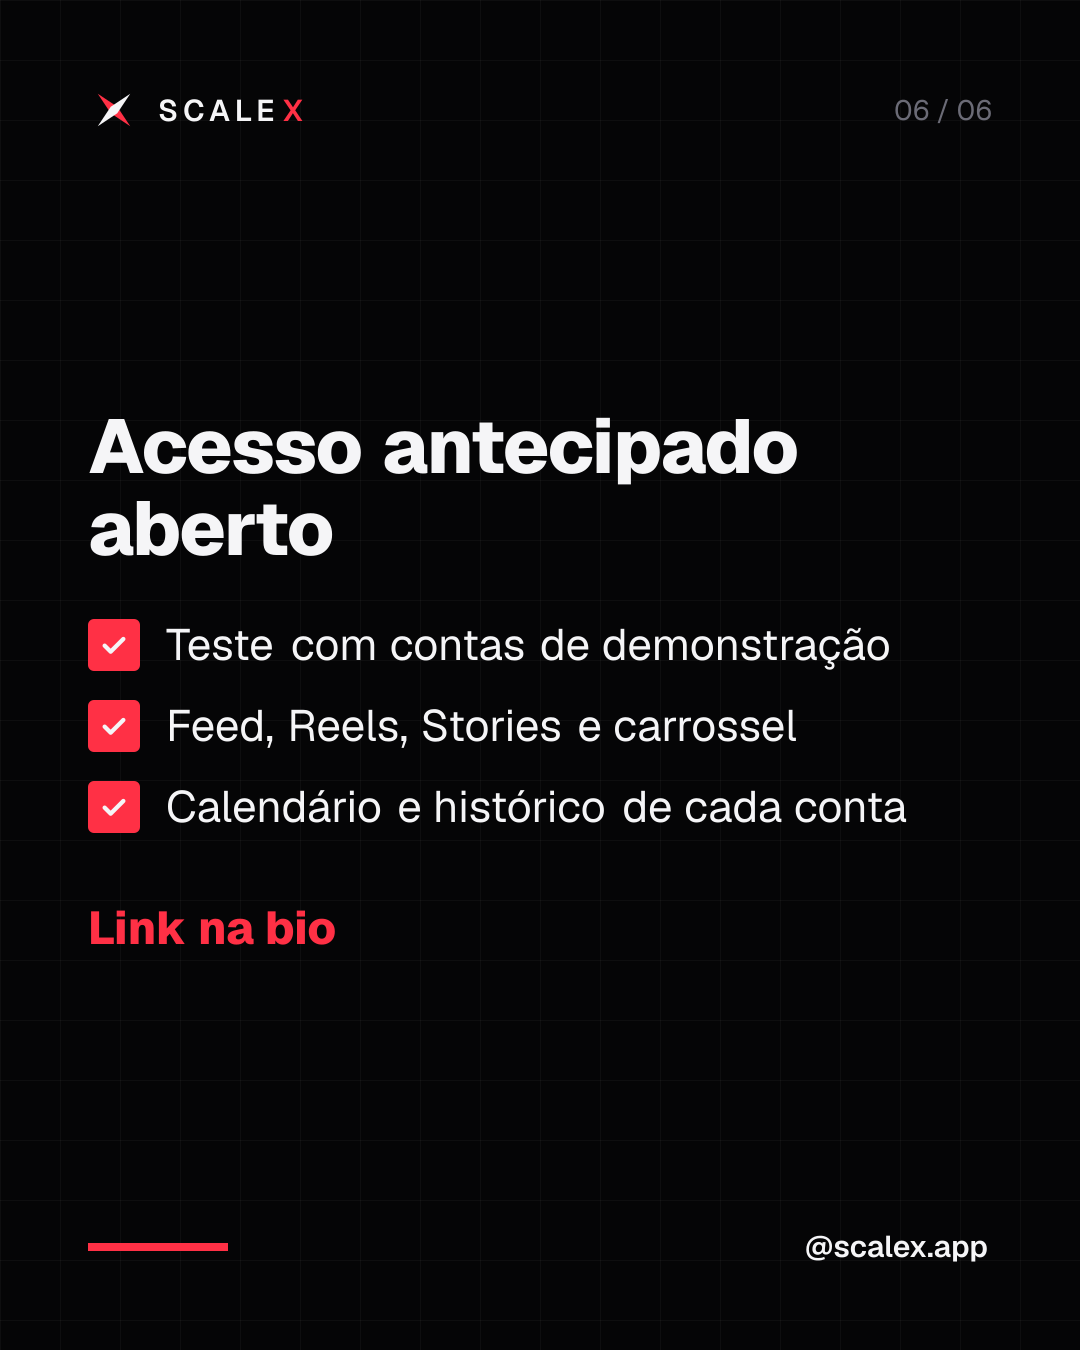 SCALEX
06 / 06
Acesso antecipado
aberto
Teste com contas de demonstração
Feed, Reels, Stories e carrossel
Calendário e histórico de cada conta
Link na bio
@scalex.app